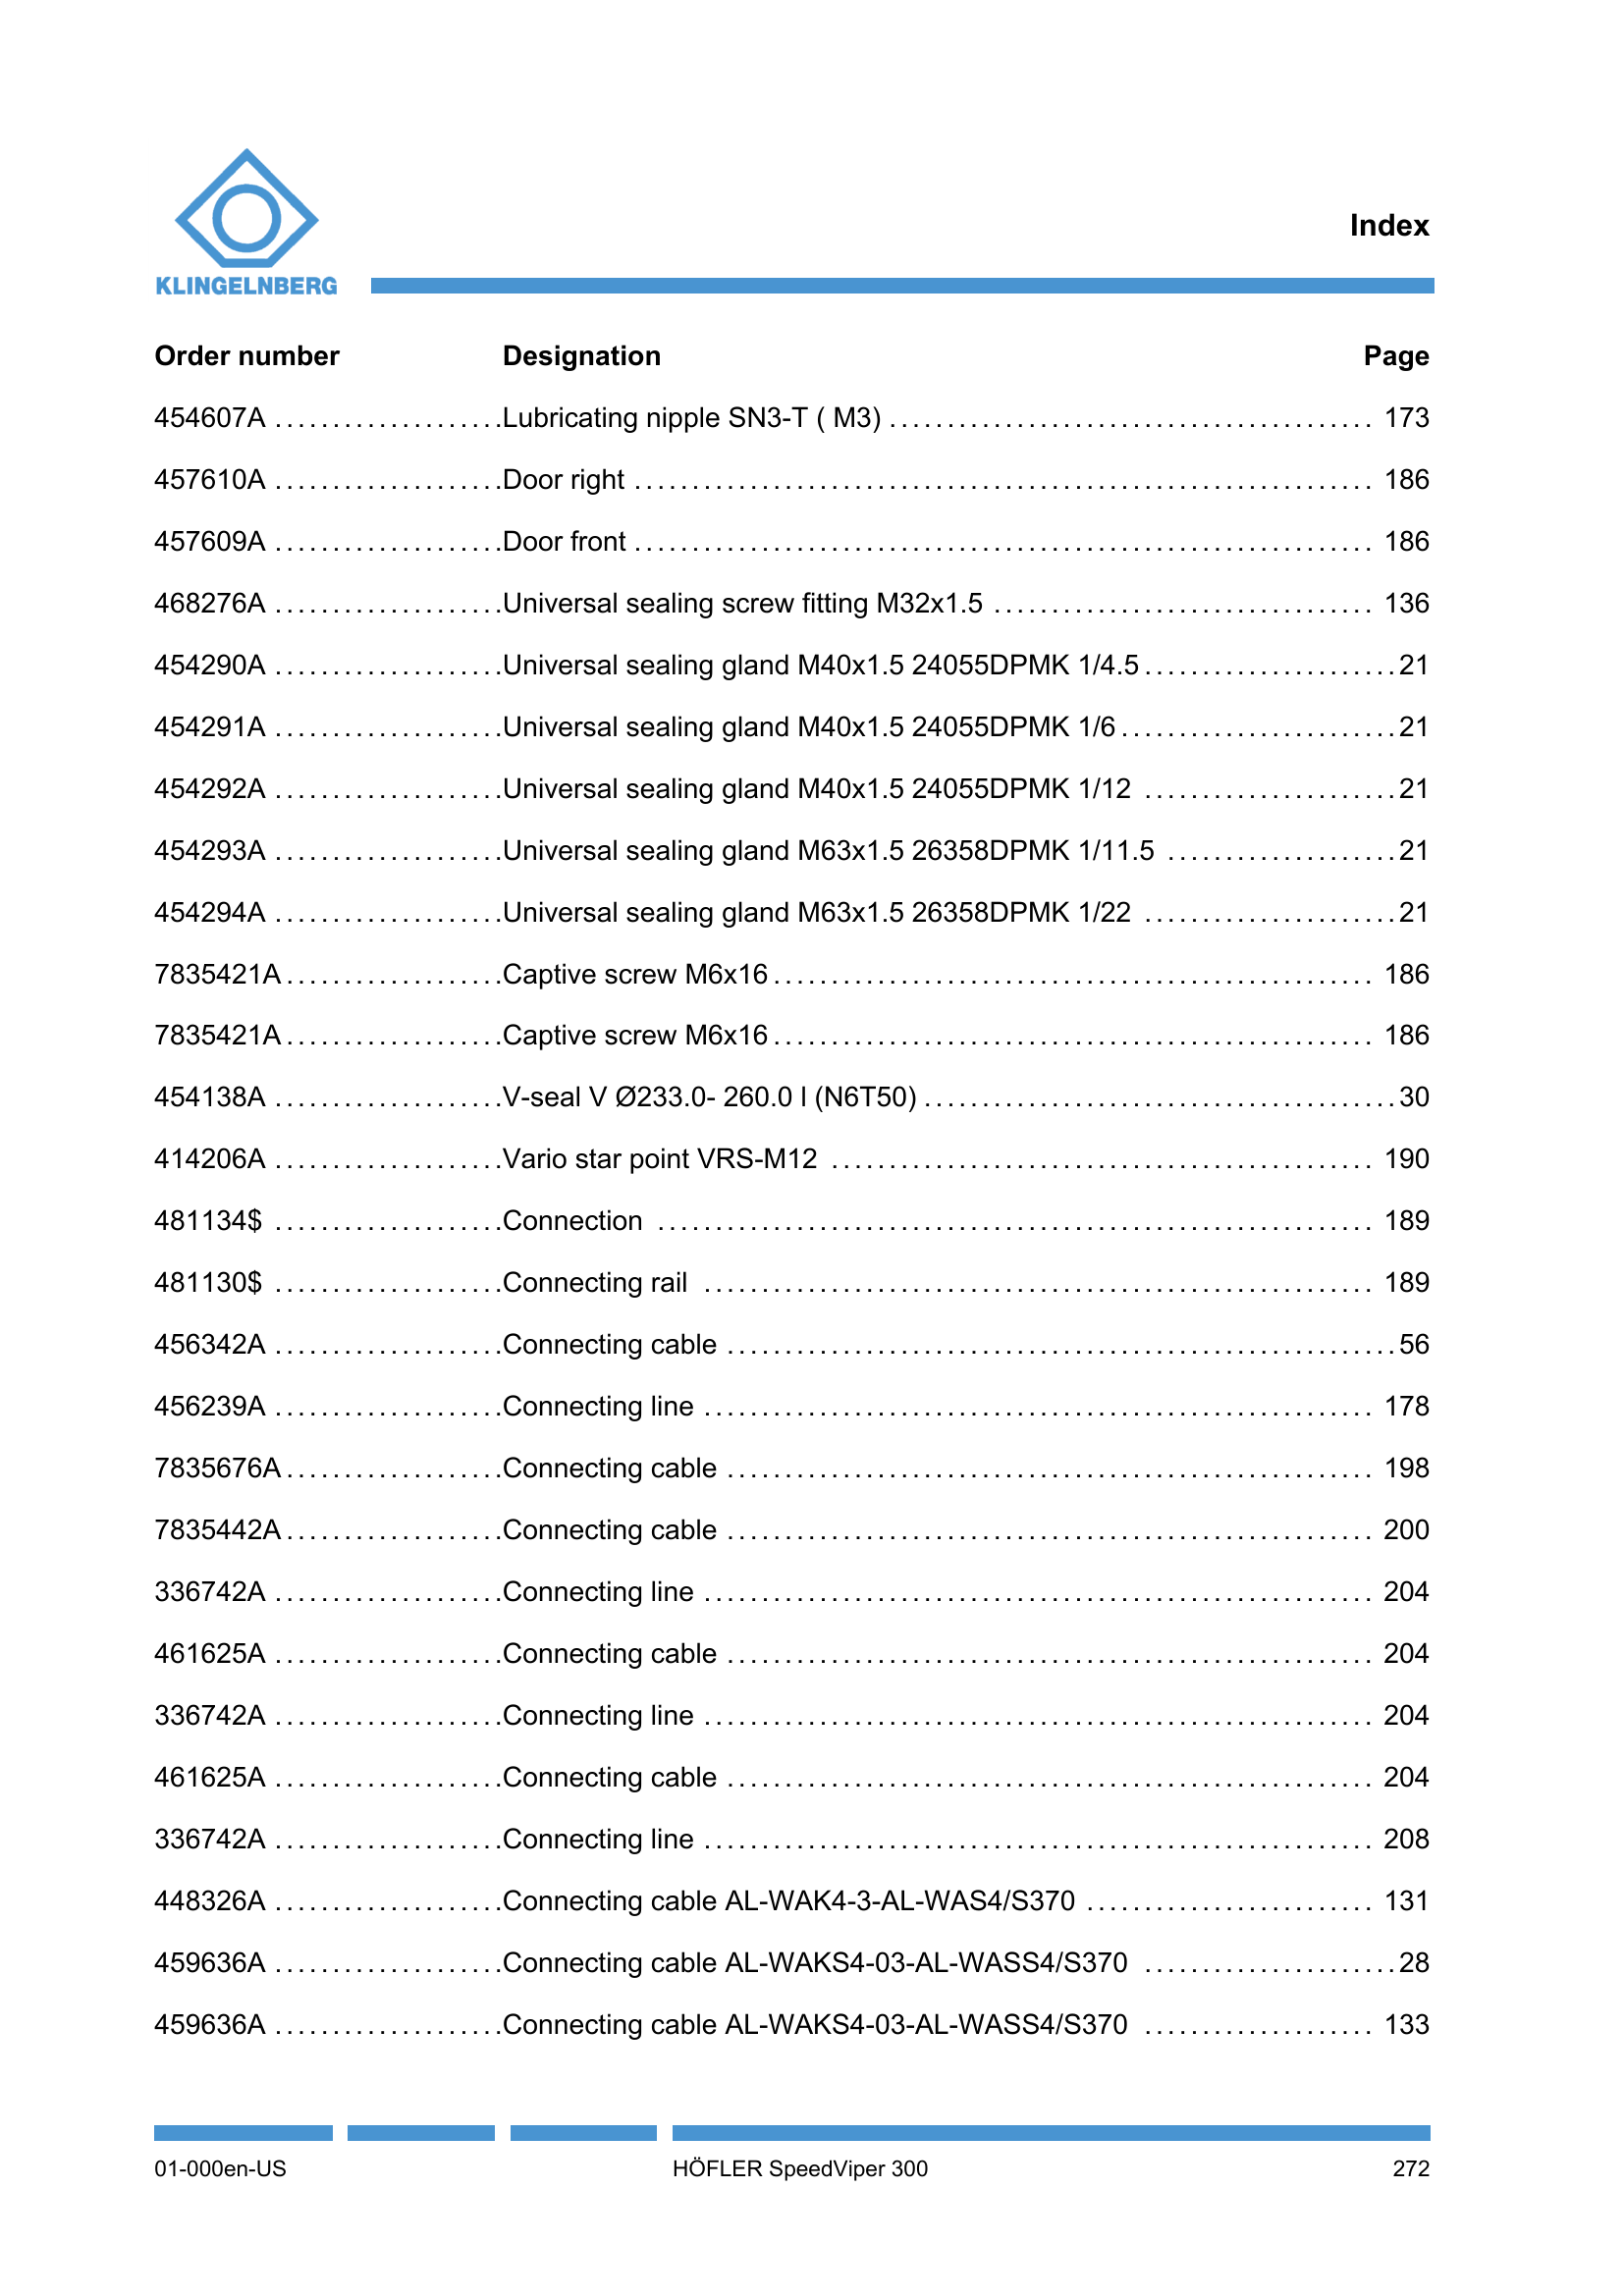 KLINGELNBERG
Index
Order number Designation Page
454607A ....................Lubricating nipple SN3-T ( M3) .......................................... 173
457610A ....................Door right ................................................................ 186
457609A ....................Door front ................................................................ 186
468276A ....................Universal sealing screw fitting M32x1.5 ................................. 136
454290A ....................Universal sealing gland M40x1.5 24055DPMK 1/4.5 ......................21
454291A ....................Universal sealing gland M40x1.5 24055DPMK 1/6 ........................21
454292A ....................Universal sealing gland M40x1.5 24055DPMK 1/12 ......................21
454293A ....................Universal sealing gland M63x1.5 26358DPMK 1/11.5 ....................21
454294A ....................Universal sealing gland M63x1.5 26358DPMK 1/22 ......................21
7835421A ...................Captive screw M6x16 .................................................... 186
7835421A ...................Captive screw M6x16 .................................................... 186
454138A ....................V-seal V Ø233.0- 260.0 l (N6T50) .........................................30
414206A ....................Vario star point VRS-M12 ............................................... 190
481134$ ....................Connection .............................................................. 189
481130$ ....................Connecting rail .......................................................... 189
456342A ....................Connecting cable ..........................................................56
456239A ....................Connecting line .......................................................... 178
7835676A ...................Connecting cable ........................................................ 198
7835442A ...................Connecting cable ........................................................ 200
336742A ....................Connecting line .......................................................... 204
461625A ....................Connecting cable ........................................................ 204
336742A ....................Connecting line .......................................................... 204
461625A ....................Connecting cable ........................................................ 204
336742A ....................Connecting line .......................................................... 208
448326A ....................Connecting cable AL-WAK4-3-AL-WAS4/S370 ......................... 131
459636A ....................Connecting cable AL-WAKS4-03-AL-WASS4/S370 ......................28
459636A ....................Connecting cable AL-WAKS4-03-AL-WASS4/S370 .................... 133
01-000en-US HÖFLER SpeedViper 300 272